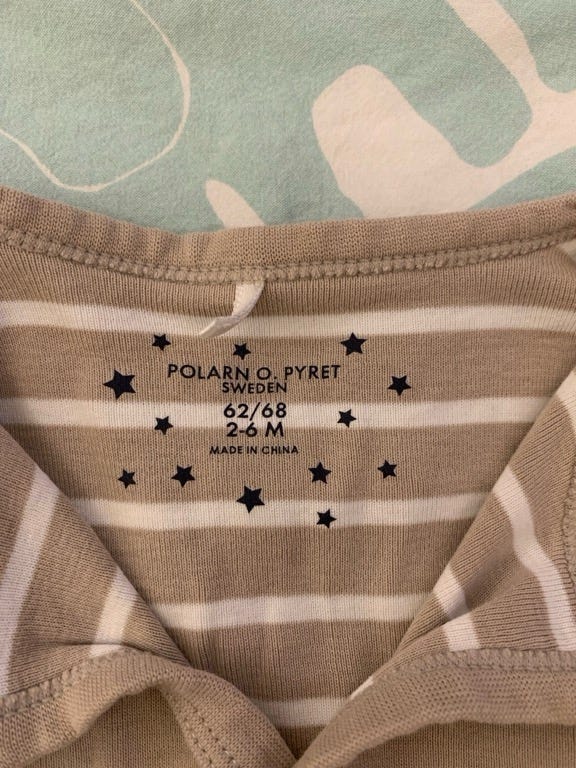 POLARN O. PYRET
SWEDEN
62/68
2-6 M
MADE IN CHINA